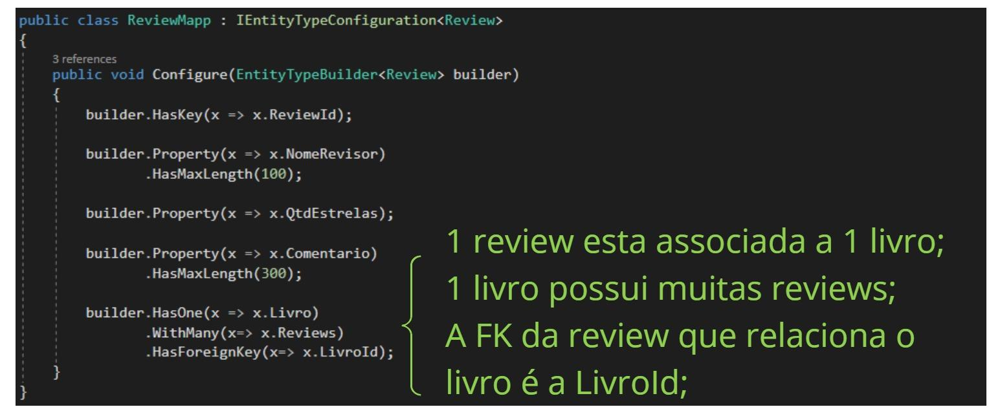 public class ReviewMapp : IEntityTypeConfiguration<Review>
{
3 references
public void Configure(EntityTypeBuilder<Review> builder)
{
builder.HasKey(x => x.ReviewId);
builder.Property(x => x.NomeRevisor)
.HasMaxLength(100);
builder.Property(x => x.QtdEstrelas);
builder.Property(x => x.Comentario)
.HasMaxLength(300);
builder.HasOne(x => x.Livro)
.WithMany(x=> x.Reviews)
.HasForeignKey(x=> x.LivroId);
}
}
1 review esta associada a 1 livro;
1 livro possui muitas reviews;
A FK da review que relaciona o
livro é a LivroId;